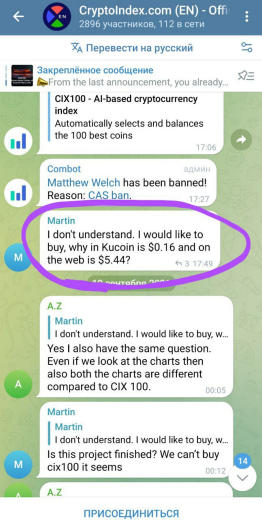 CryptoIndex.com (EN) - Offi
2896 участников, 112 в сети
Перевести на русский
Закреплённое сообщение
From the last announcement, you already...
CIX100 - AI-based cryptocurrency
index
Automatically selects and balances
the 100 best coins
17:06
Combot
админ
Matthew Welch has been banned!
Reason: CAS ban.
17:27
Martin
I don't understand. I would like to
buy, why in Kucoin is $0.16 and on
the web is $5.44?
3 17:49
A.Z
Martin
I don't understand. I would like to buy, w...
Yes I also have the same question.
Even if we look at the charts then
also both the charts are different
compared to CIX 100.
00:05
Martin
Martin
I don't understand. I would like to buy, w...
Is this project finished? We can't buy
cix100 it seems
00:12
14
A.Z
ПРИСОЕДИНИТЬСЯ
M
A
M